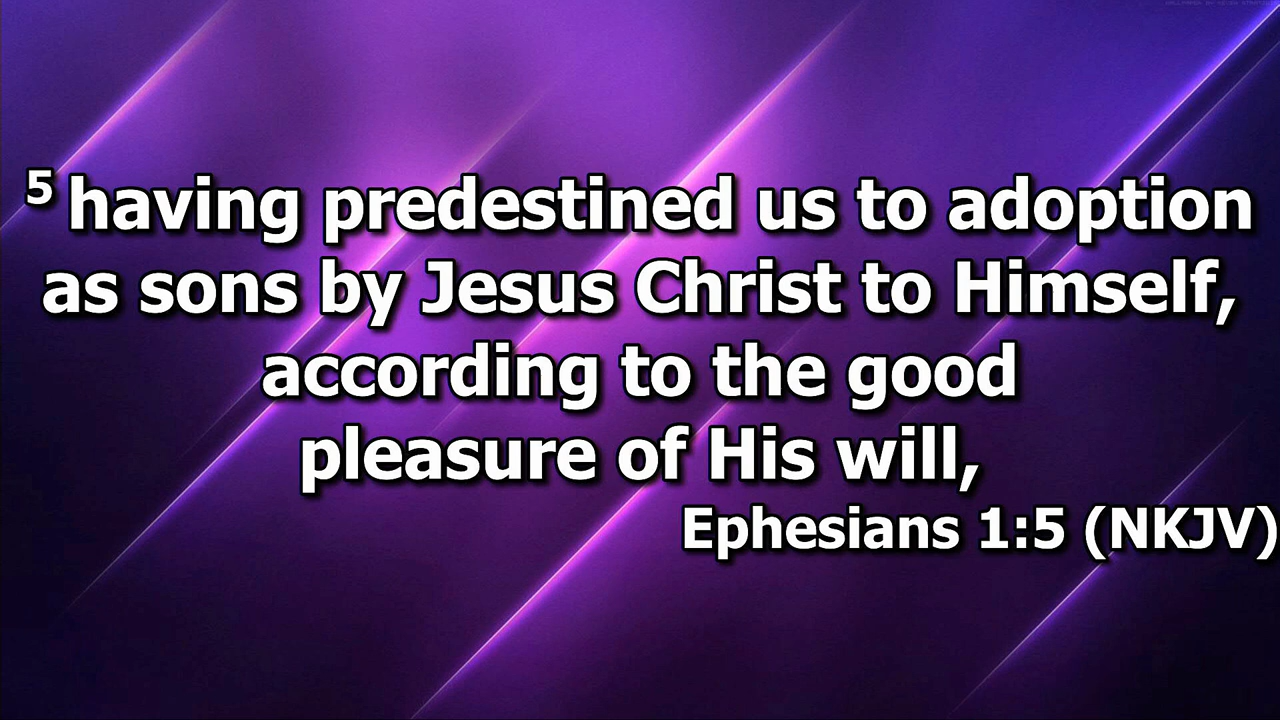 5 having predestined us to adoption
as sons by Jesus Christ to Himself,
according to the good
pleasure of His will,
Ephesians 1:5 (NKJV)